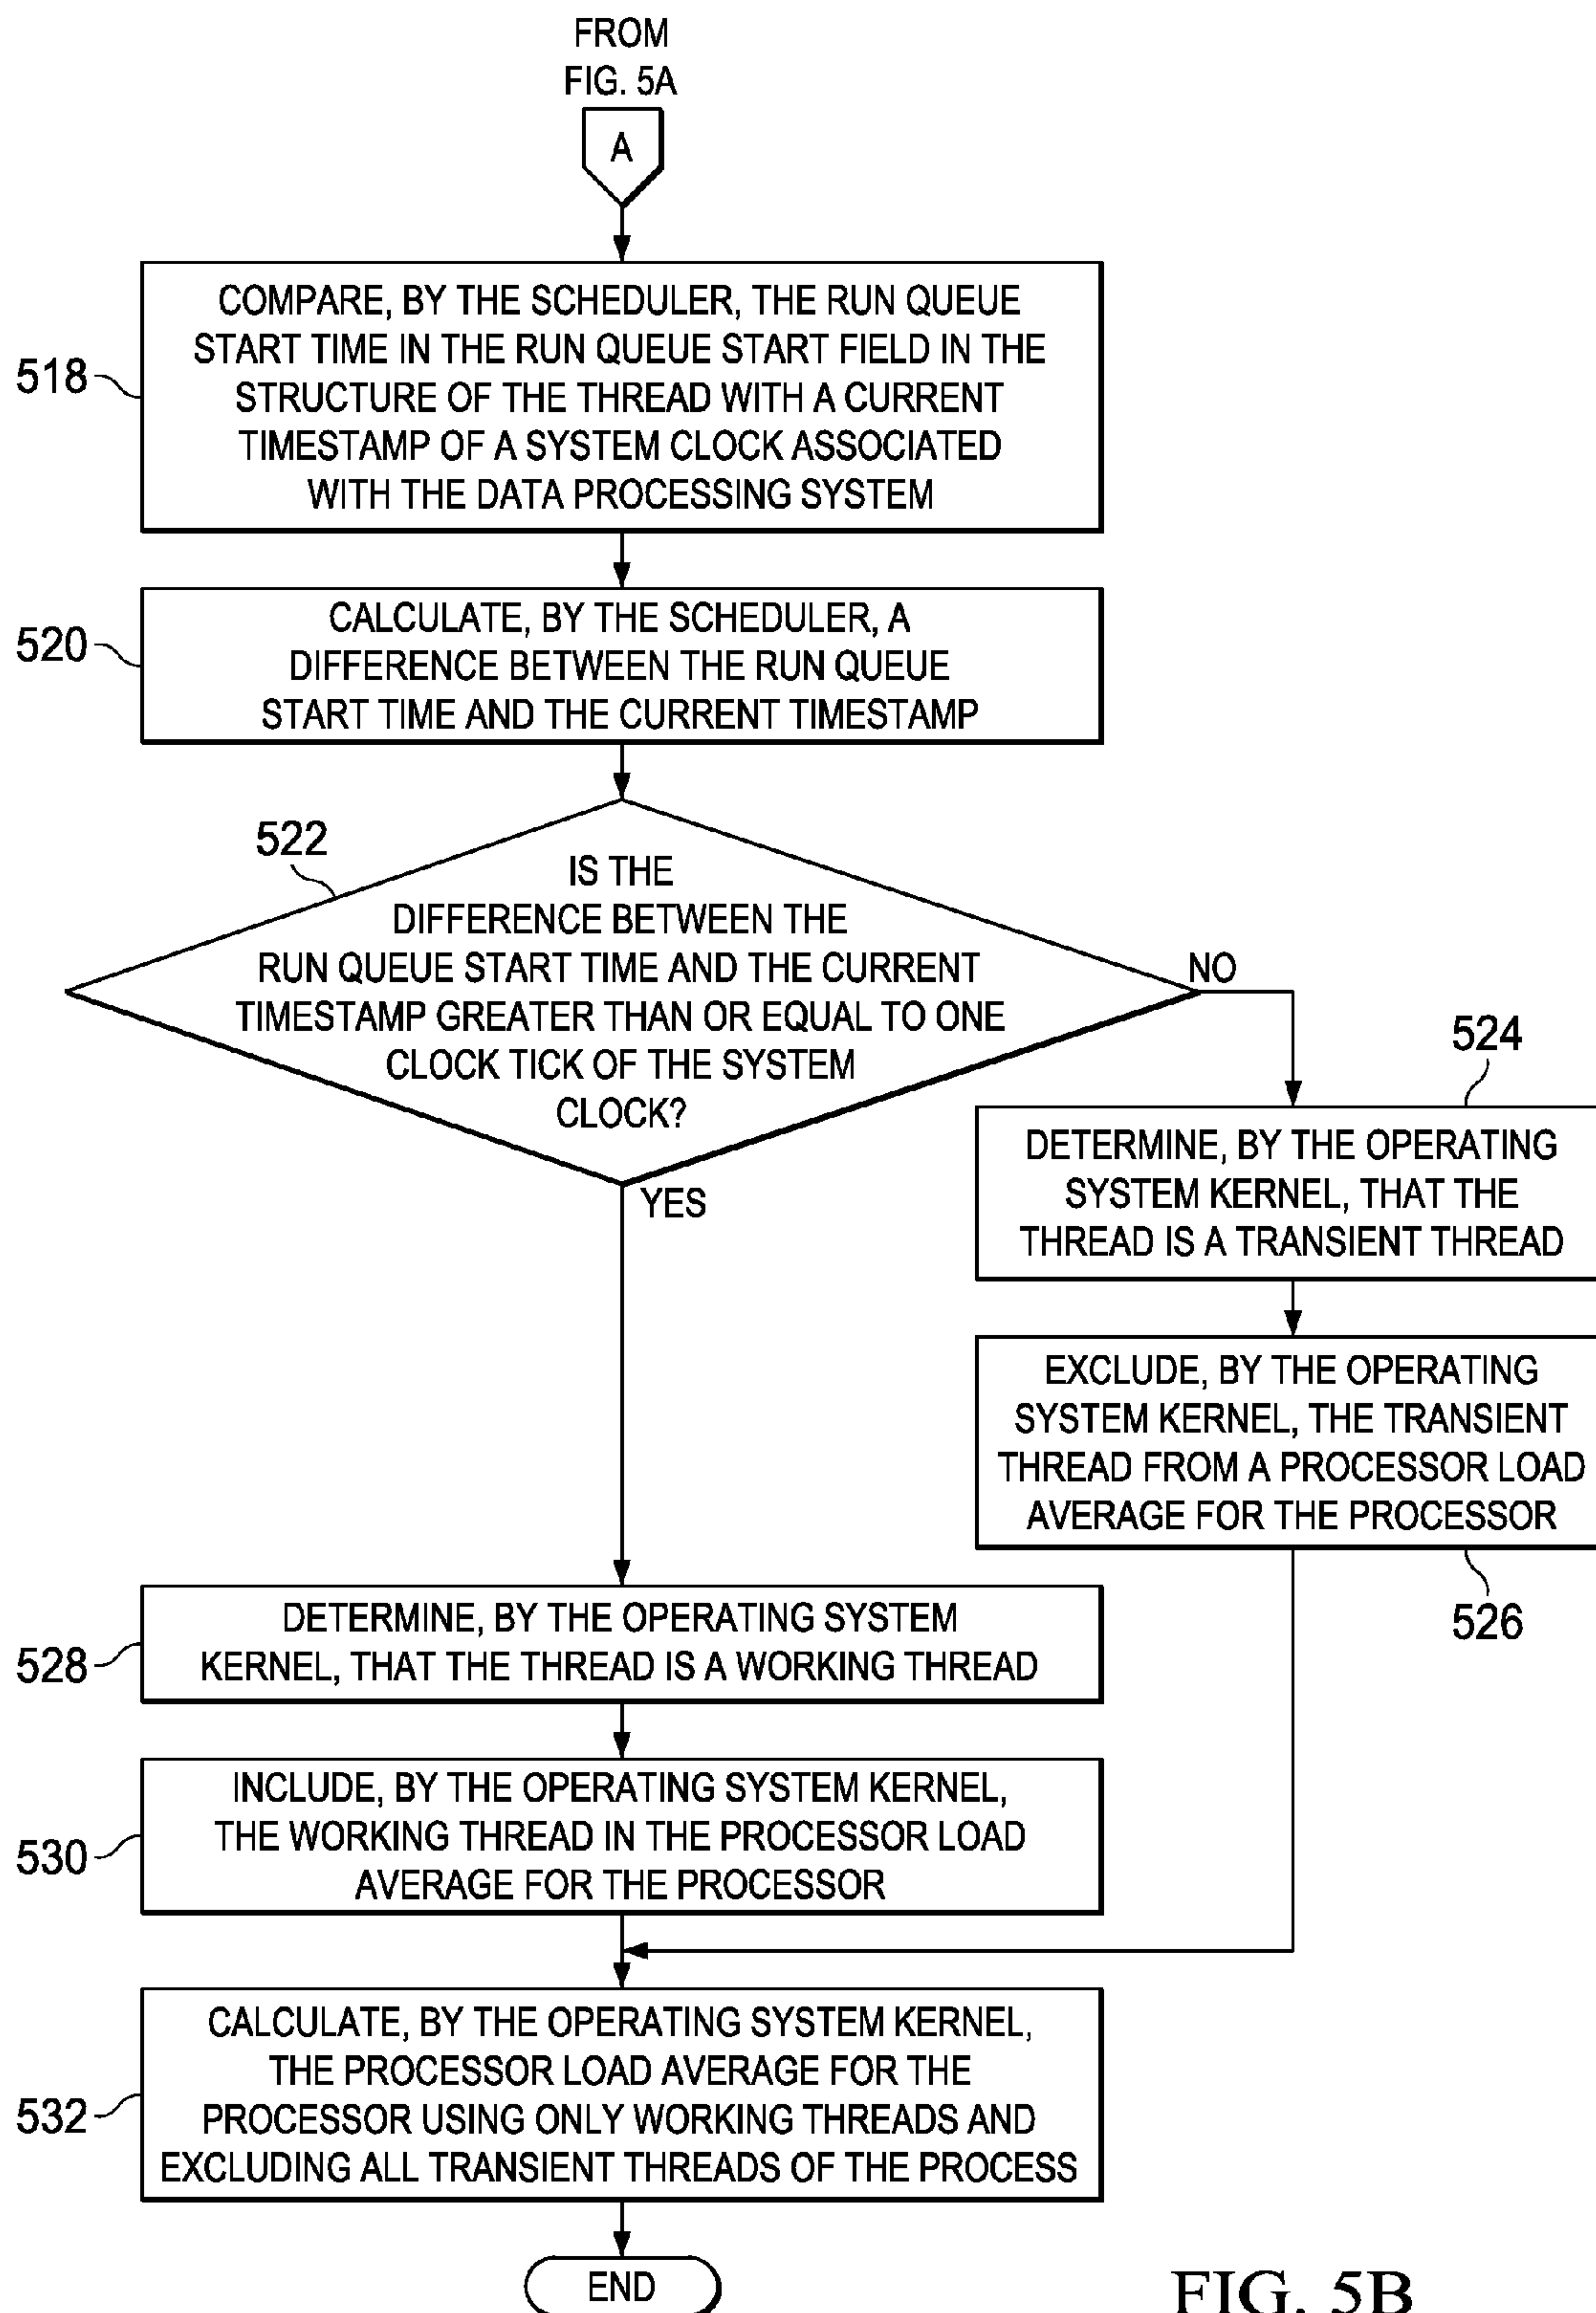 FROM
FIG. 5A
A
COMPARE, BY THE SCHEDULER, THE RUN QUEUE
START TIME IN THE RUN QUEUE START FIELD IN THE
STRUCTURE OF THE THREAD WITH A CURRENT
TIMESTAMP OF A SYSTEM CLOCK ASSOCIATED
WITH THE DATA PROCESSING SYSTEM
518
CALCULATE, BY THE SCHEDULER, A
DIFFERENCE BETWEEN THE RUN QUEUE
START TIME AND THE CURRENT TIMESTAMP
520
522
IS THE
DIFFERENCE BETWEEN THE
RUN QUEUE START TIME AND THE CURRENT
TIMESTAMP GREATER THAN OR EQUAL TO ONE
CLOCK TICK OF THE SYSTEM
CLOCK?
NO
YES
524
DETERMINE, BY THE OPERATING
SYSTEM KERNEL, THAT THE
THREAD IS A TRANSIENT THREAD
EXCLUDE, BY THE OPERATING
SYSTEM KERNEL, THE TRANSIENT
THREAD FROM A PROCESSOR LOAD
AVERAGE FOR THE PROCESSOR
526
DETERMINE, BY THE OPERATING SYSTEM
KERNEL, THAT THE THREAD IS A WORKING THREAD
528
INCLUDE, BY THE OPERATING SYSTEM KERNEL,
THE WORKING THREAD IN THE PROCESSOR LOAD
AVERAGE FOR THE PROCESSOR
530
CALCULATE, BY THE OPERATING SYSTEM KERNEL,
THE PROCESSOR LOAD AVERAGE FOR THE
PROCESSOR USING ONLY WORKING THREADS AND
EXCLUDING ALL TRANSIENT THREADS OF THE PROCESS
532
END
FIG. 5B